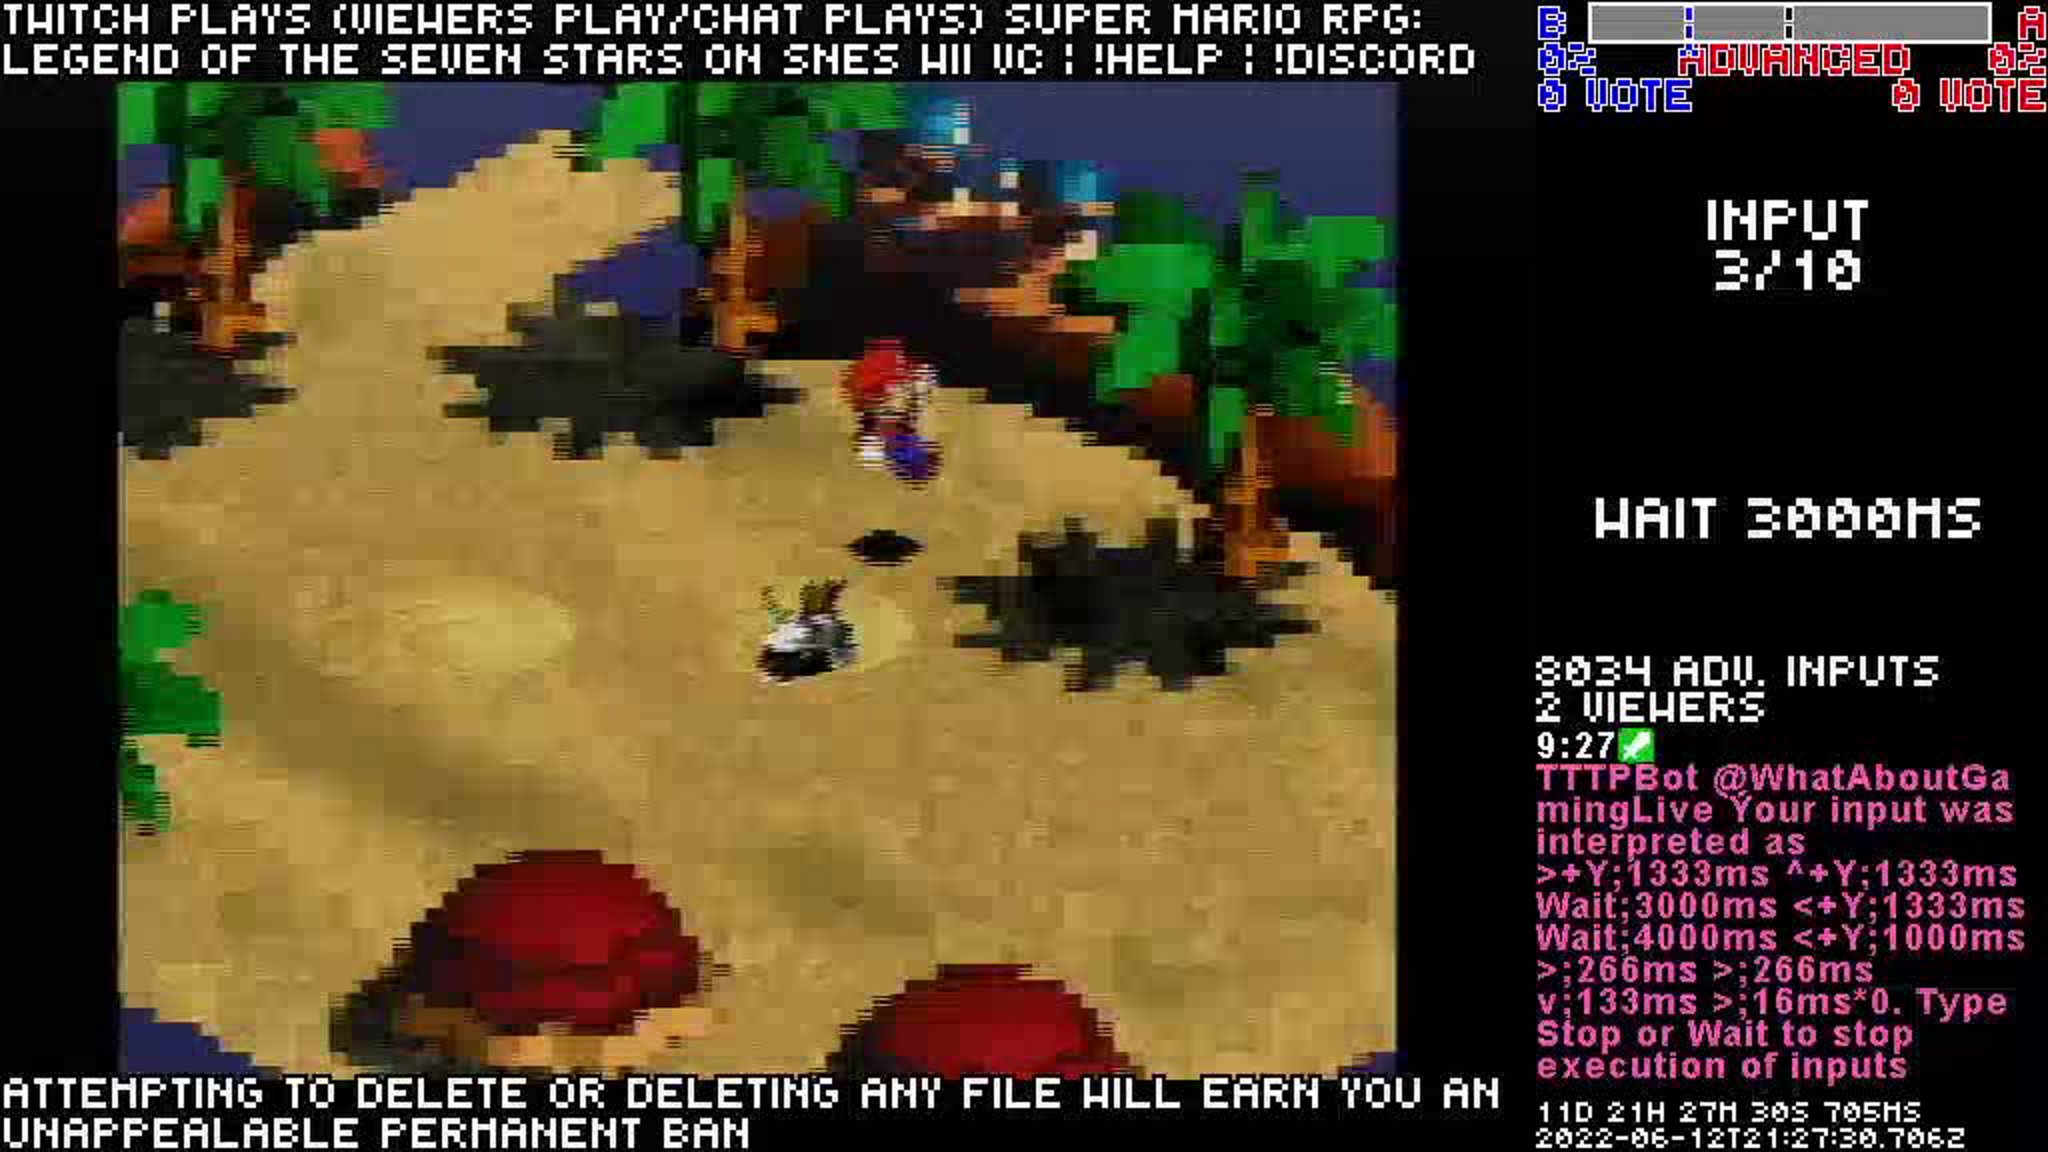 TWITCH PLAYS (VIEWERS PLAY/CHAT PLAYS) SUPER MARIO RPG:
LEGEND OF THE SEVEN STARS ON SNES WII VC | !HELP | !DISCORD
B A
0% ADVANCED 0%
0 VOTE 0 VOTE
INPUT
3/10
WAIT 3000MS
8034 ADV. INPUTS
2 VIEWERS
9:27
TTTPBot @WhatAboutGa
mingLive Your input was
interpreted as
>+Y;1333ms ^+Y;1333ms
Wait;3000ms <+Y;1333ms
Wait;4000ms <+Y;1000ms
>;266ms >;266ms
v;133ms >;16ms*0. Type
Stop or Wait to stop
execution of inputs
ATTEMPTING TO DELETE OR DELETING ANY FILE WILL EARN YOU AN
UNAPPEALABLE PERMANENT BAN
11D 21H 27M 30S 705MS
2022-06-12T21:27:30.706Z